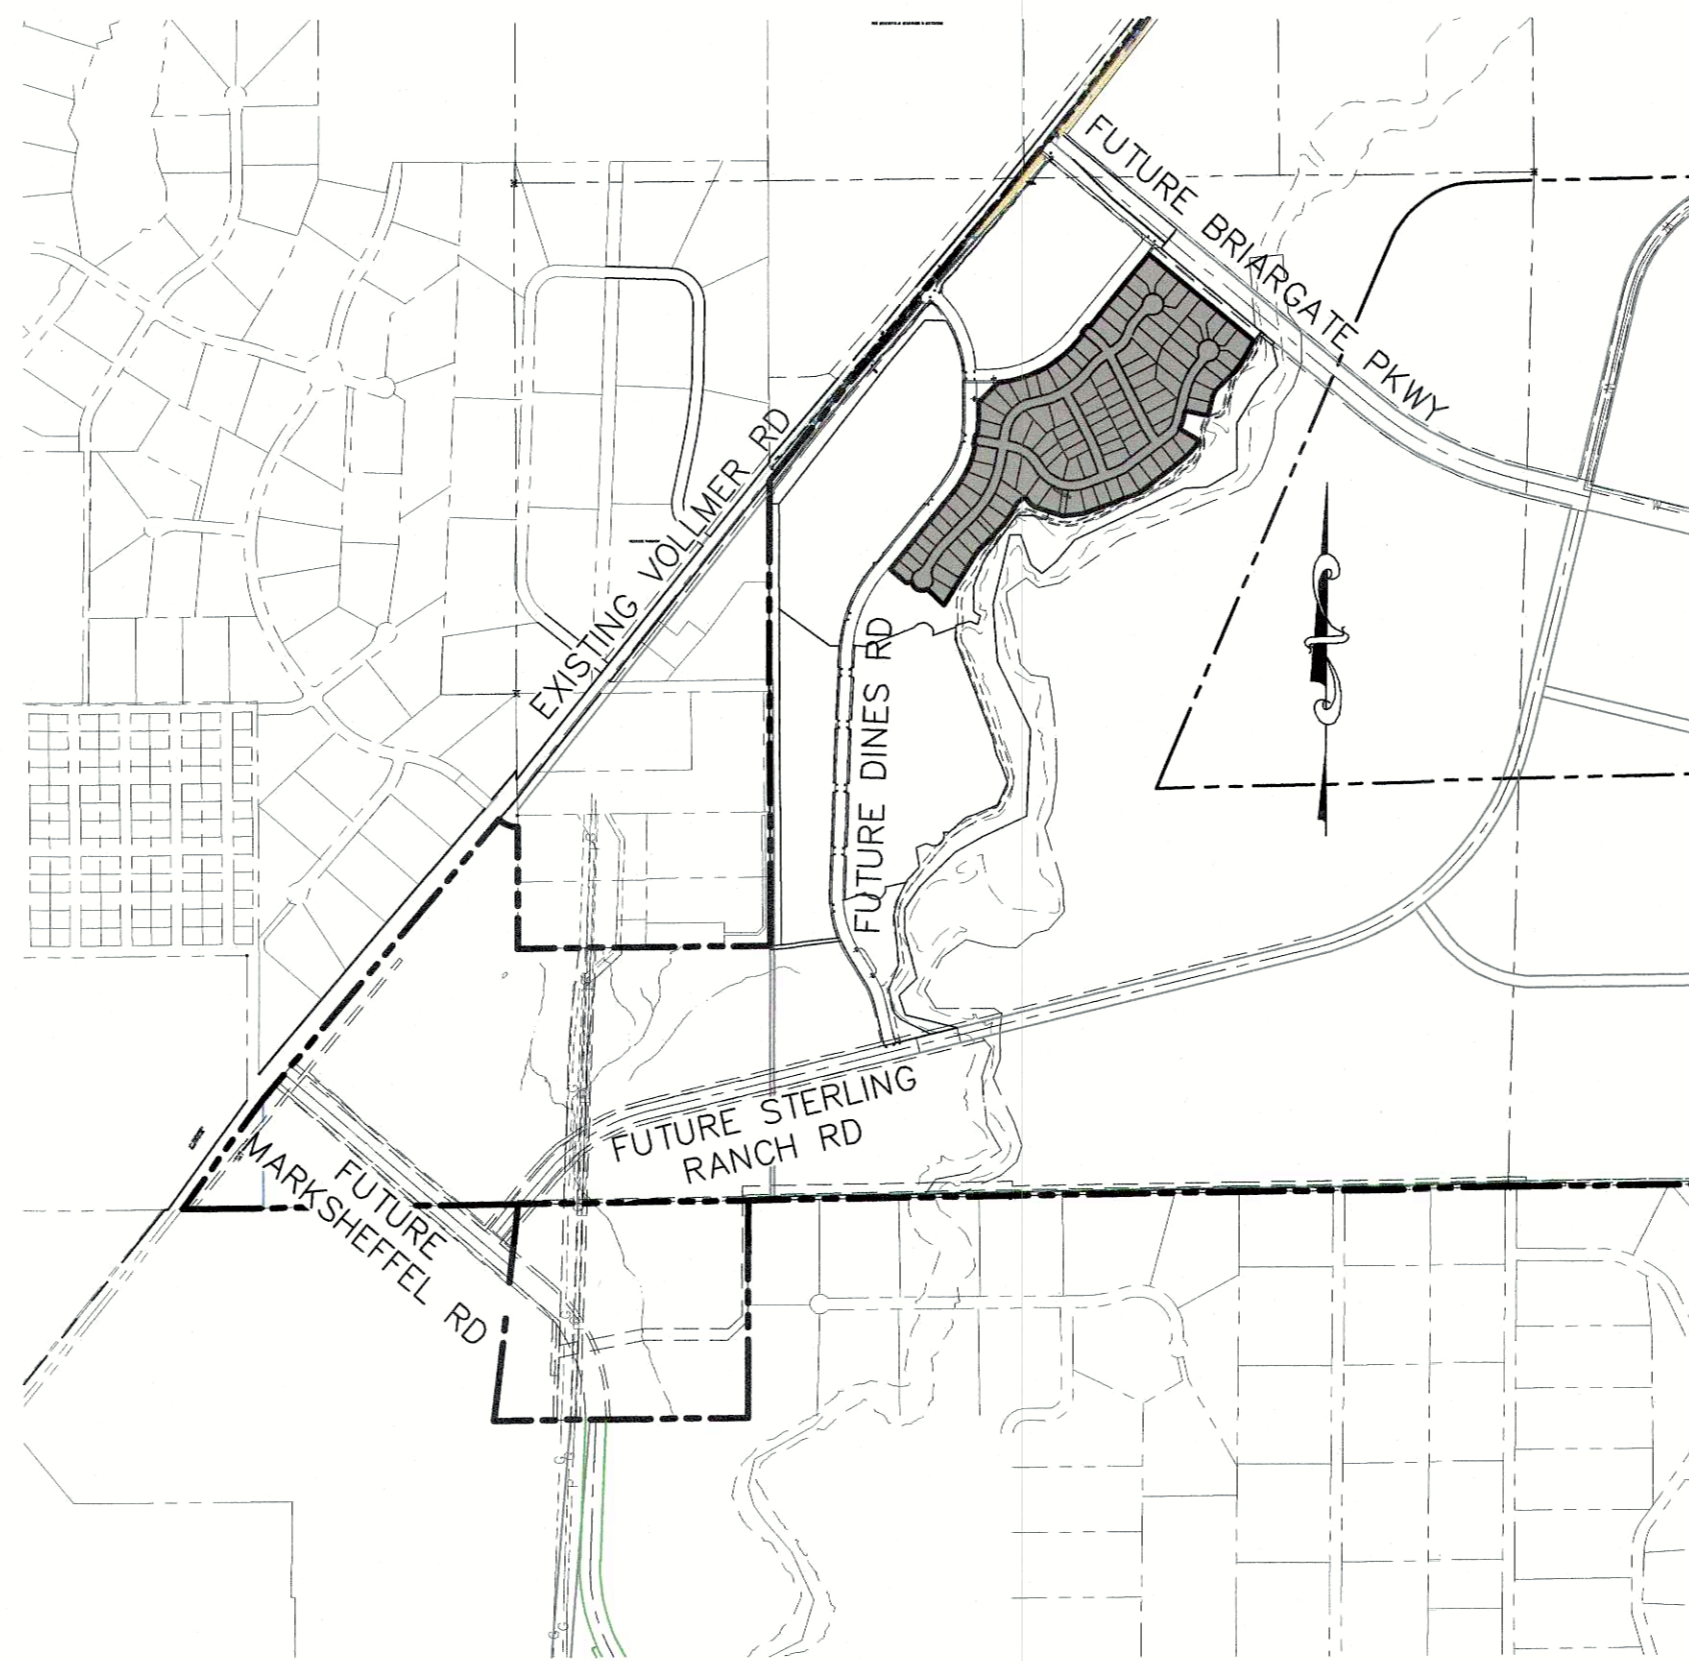 FUTURE BRIARGATE PKWY
EXISTING VOLLMER RD
FUTURE DINES RD
FUTURE STERLING
RANCH RD
FUTURE
MARKSHEFFEL RD